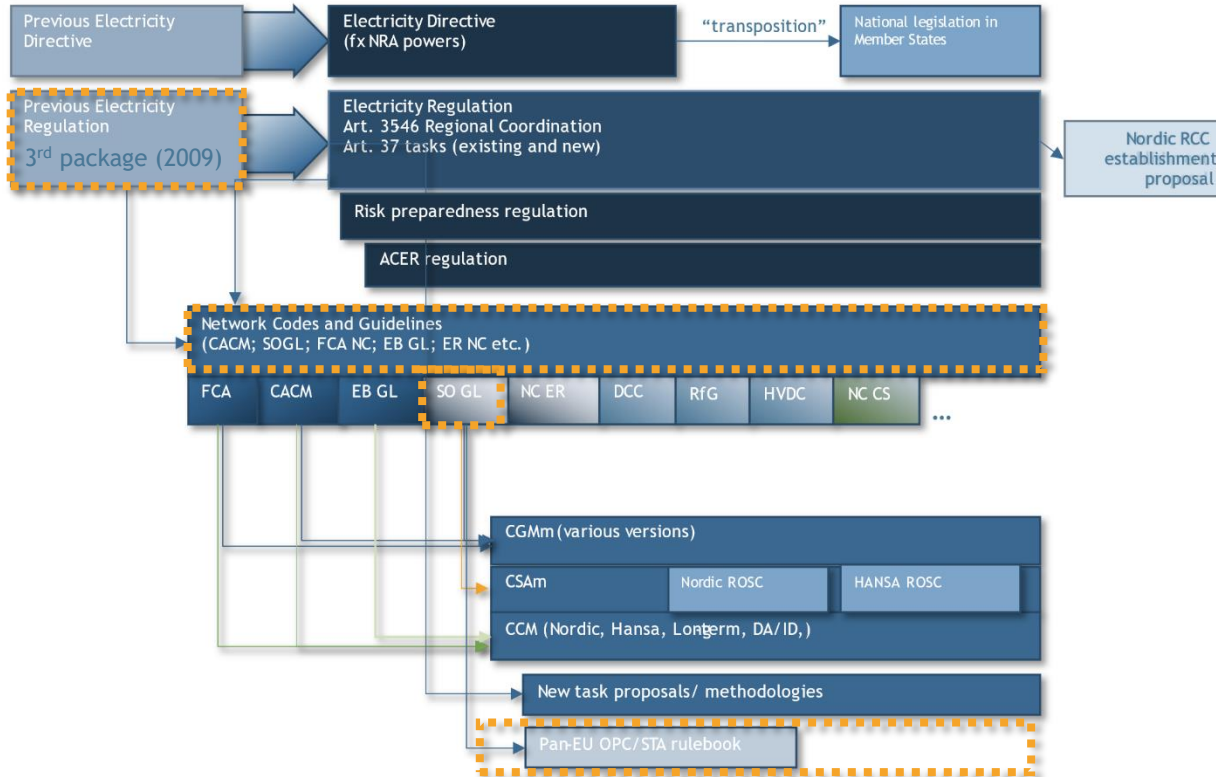 Previous Electricity
Directive
Electricity Directive
(fx NRA powers)
“transposition”
National legislation in
Member States
Previous Electricity
Regulation
3rd package (2009)
Electricity Regulation
Art. 3546 Regional Coordination
Art. 37 tasks (existing and new)
Nordic RCC
establishment
proposal
Risk preparedness regulation
ACER regulation
Network Codes and Guidelines
(CACM; SOGL; FCA NC; EB GL; ER NC etc.)
FCA
CACM
EB GL
SO GL
NC ER
DCC
RfG
HVDC
NC CS
...
CGMm (various versions)
CSAm
Nordic ROSC
HANSA ROSC
CCM (Nordic, Hansa, Long-term, DA/ID,)
New task proposals/ methodologies
Pan-EU OPC/STA rulebook